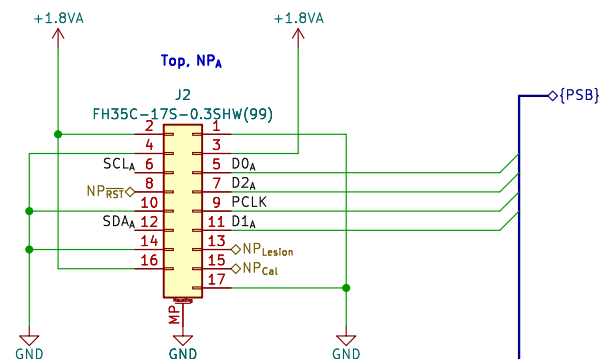 +1.8VA +1.8VA
Top, NPA
J2
FH35C-17S-0.3SHW(99)
{PSB}
2 1
4 3
SCLA 6 5 D0A
NPRST 8 7 D2A
10 9 PCLK
SDAA 12 11 D1A
14 13 NPLesion
16 15 NPCal
17
Mounting
MP
GND GND GND